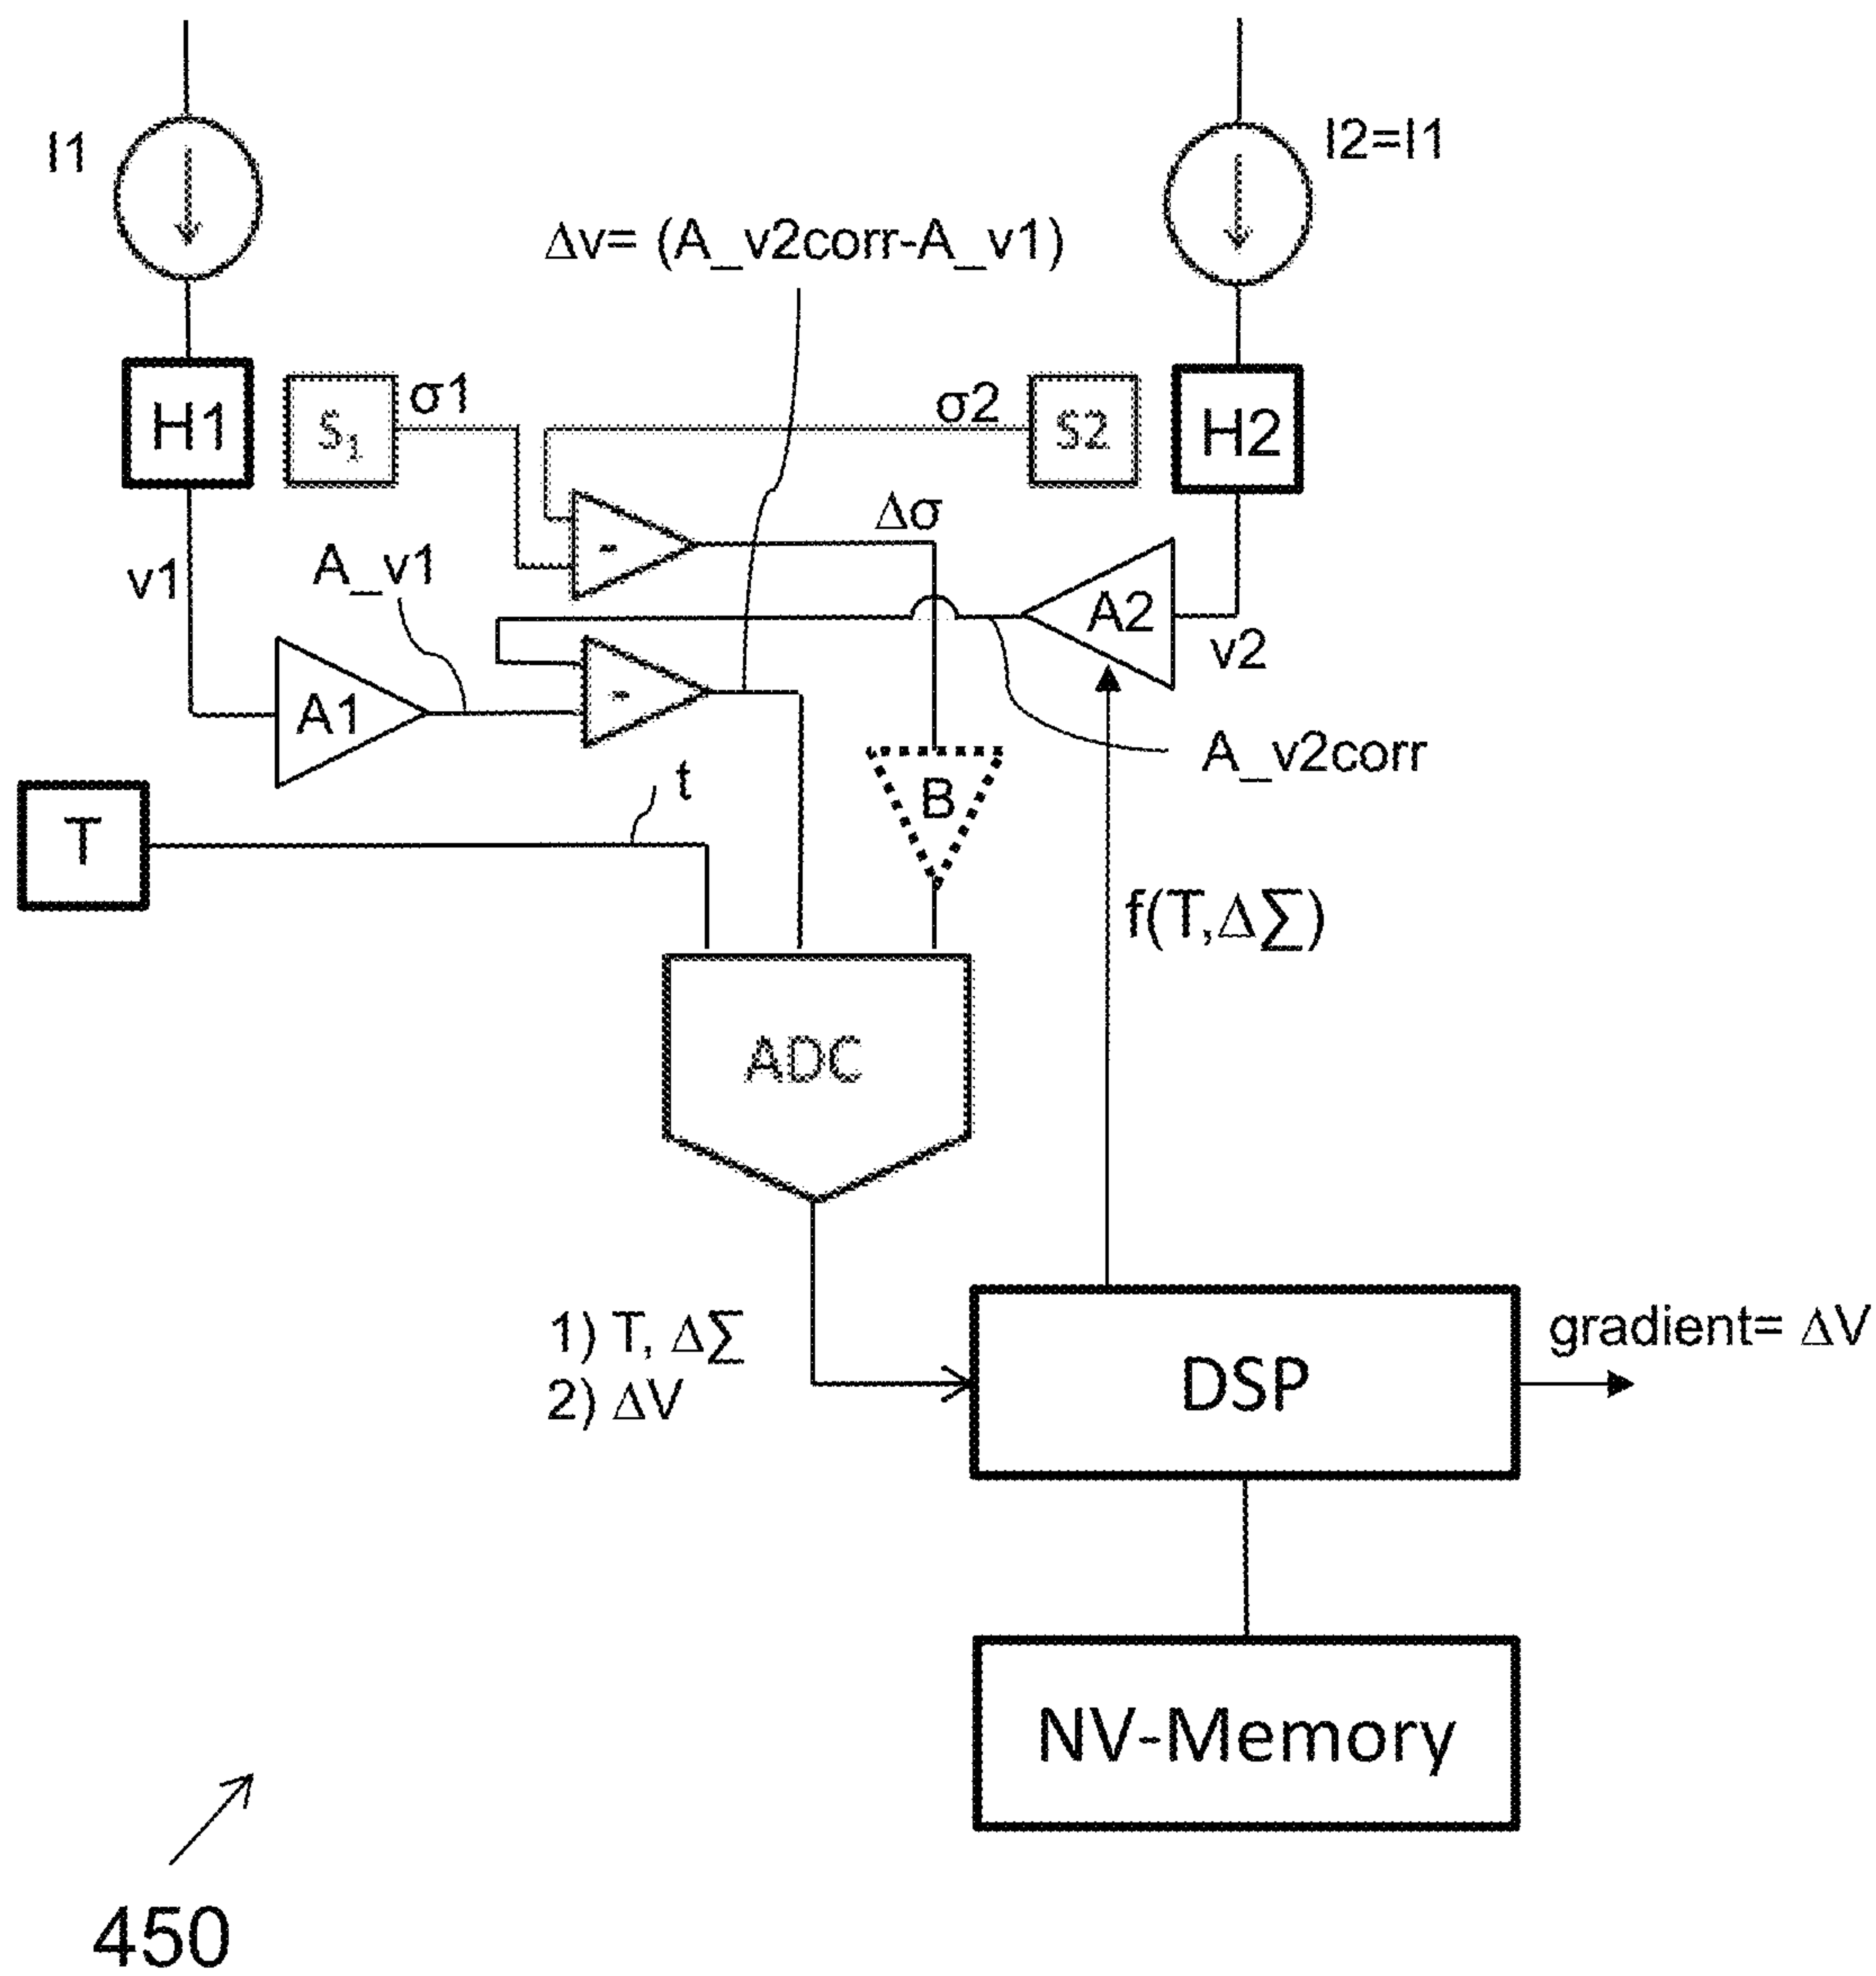 I1
I2=I1
Δv= (A_v2corr-A_v1)
H1
S₁
σ1
σ2
S2
H2
-
Δσ
v1
A_v1
A2
v2
-
A1
A_v2corr
t
B
T
f(T,Δ∑)
ADC
1) T, Δ∑
2) ΔV
DSP
gradient= ΔV
NV-Memory
450